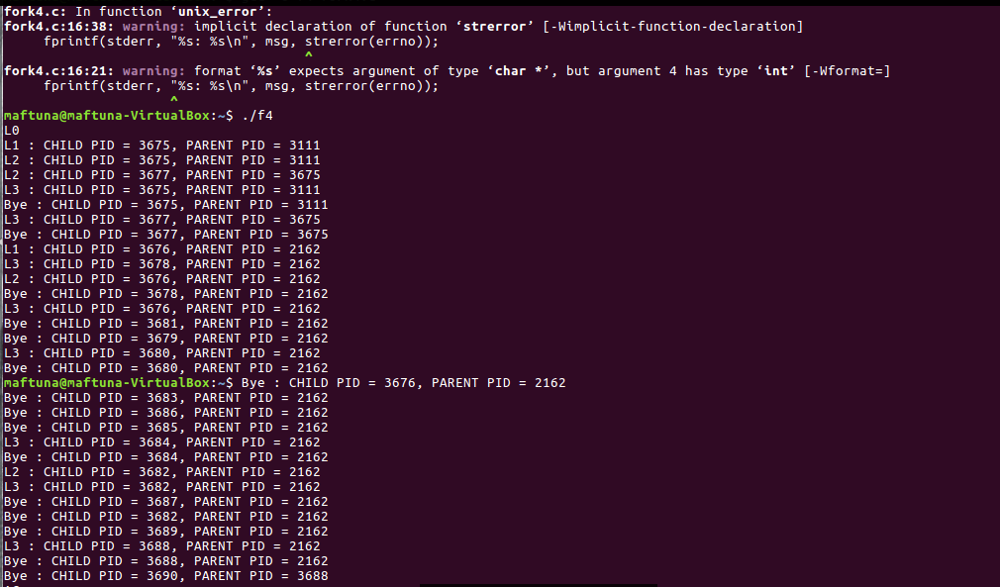 fork4.c: In function ‘unix_error’:
fork4.c:16:38: warning: implicit declaration of function ‘strerror’ [-Wimplicit-function-declaration]
     fprintf(stderr, "%s: %s\n", msg, strerror(errno));
                                      ^
fork4.c:16:21: warning: format ‘%s’ expects argument of type ‘char *’, but argument 4 has type ‘int’ [-Wformat=]
     fprintf(stderr, "%s: %s\n", msg, strerror(errno));
                     ^
maftuna@maftuna-VirtualBox:~$ ./f4
L0
L1 : CHILD PID = 3675, PARENT PID = 3111
L2 : CHILD PID = 3675, PARENT PID = 3111
L2 : CHILD PID = 3677, PARENT PID = 3675
L3 : CHILD PID = 3675, PARENT PID = 3111
Bye : CHILD PID = 3675, PARENT PID = 3111
L3 : CHILD PID = 3677, PARENT PID = 3675
Bye : CHILD PID = 3677, PARENT PID = 3675
L1 : CHILD PID = 3676, PARENT PID = 2162
L3 : CHILD PID = 3678, PARENT PID = 2162
L2 : CHILD PID = 3676, PARENT PID = 2162
Bye : CHILD PID = 3678, PARENT PID = 2162
L3 : CHILD PID = 3676, PARENT PID = 2162
Bye : CHILD PID = 3681, PARENT PID = 2162
Bye : CHILD PID = 3679, PARENT PID = 2162
L3 : CHILD PID = 3680, PARENT PID = 2162
Bye : CHILD PID = 3680, PARENT PID = 2162
maftuna@maftuna-VirtualBox:~$ Bye : CHILD PID = 3676, PARENT PID = 2162
Bye : CHILD PID = 3683, PARENT PID = 2162
Bye : CHILD PID = 3686, PARENT PID = 2162
Bye : CHILD PID = 3685, PARENT PID = 2162
L3 : CHILD PID = 3684, PARENT PID = 2162
Bye : CHILD PID = 3684, PARENT PID = 2162
L2 : CHILD PID = 3682, PARENT PID = 2162
L3 : CHILD PID = 3682, PARENT PID = 2162
Bye : CHILD PID = 3687, PARENT PID = 2162
Bye : CHILD PID = 3682, PARENT PID = 2162
Bye : CHILD PID = 3689, PARENT PID = 2162
L3 : CHILD PID = 3688, PARENT PID = 2162
Bye : CHILD PID = 3688, PARENT PID = 2162
Bye : CHILD PID = 3690, PARENT PID = 3688